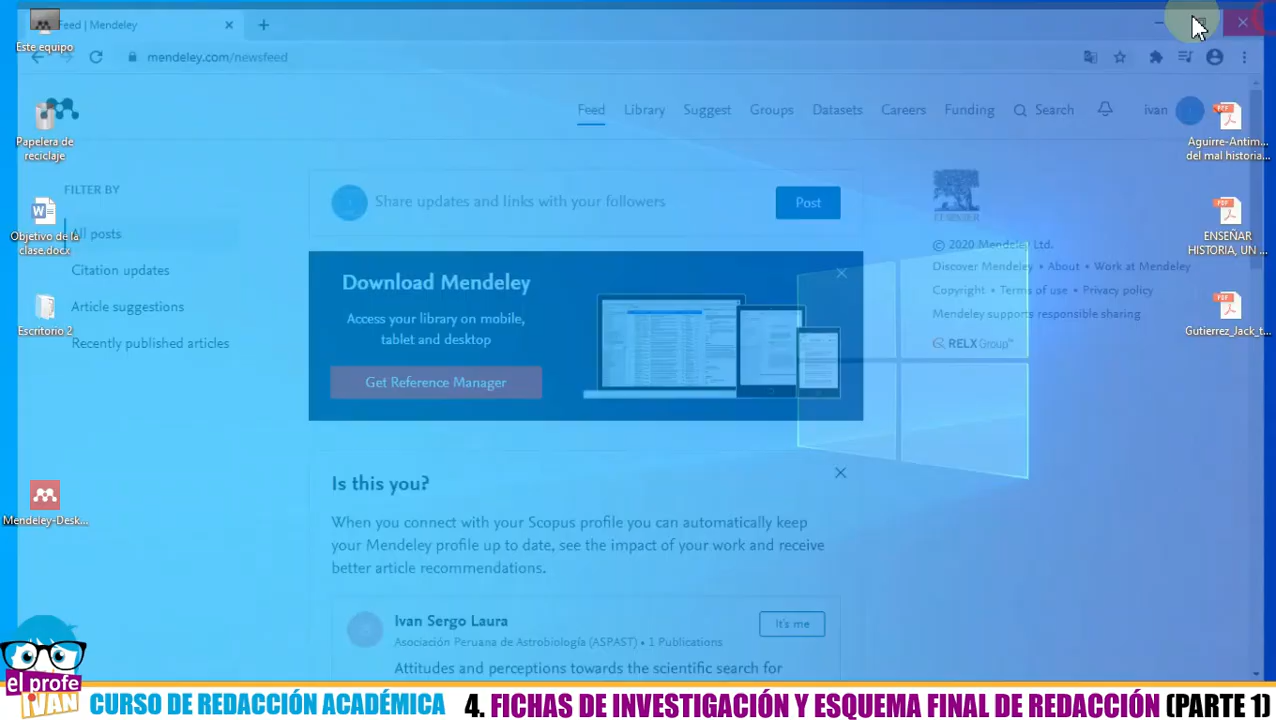 Feed | Mendeley
mendeley.com/newsfeed
Feed Library Suggest Groups Datasets Careers Funding Search ivan
FILTER BY
All posts
Citation updates
Article suggestions
Recently published articles
Share updates and links with your followers
Post
Download Mendeley
Access your library on mobile,
tablet and desktop
Get Reference Manager
Is this you?
When you connect with your Scopus profile you can automatically keep
your Mendeley profile up to date, see the impact of your work and receive
better article recommendations.
Ivan Sergo Laura
It's me
Asociación Peruana de Astrobiología (ASPAST) • 1 Publications
Attitudes and perceptions towards the scientific search for
ELSEVIER
© 2020 Mendeley Ltd.
Discover Mendeley • About • Work at Mendeley
Copyright • Terms of use • Privacy policy
Mendeley supports responsible sharing
RELX Group™
Este equipo
Papelera de
reciclaje
Objetivo de la
clase.docx
Escritorio 2
Mendeley-Desk...
PDF
Aguirre-Antim...
del mal historia...
PDF
ENSEÑAR
HISTORIA, UN ...
PDF
Gutierrez_Jack_t...
el profe
iVAN
CURSO DE REDACCIÓN ACADÉMICA
4. FICHAS DE INVESTIGACIÓN Y ESQUEMA FINAL DE REDACCIÓN (PARTE 1)